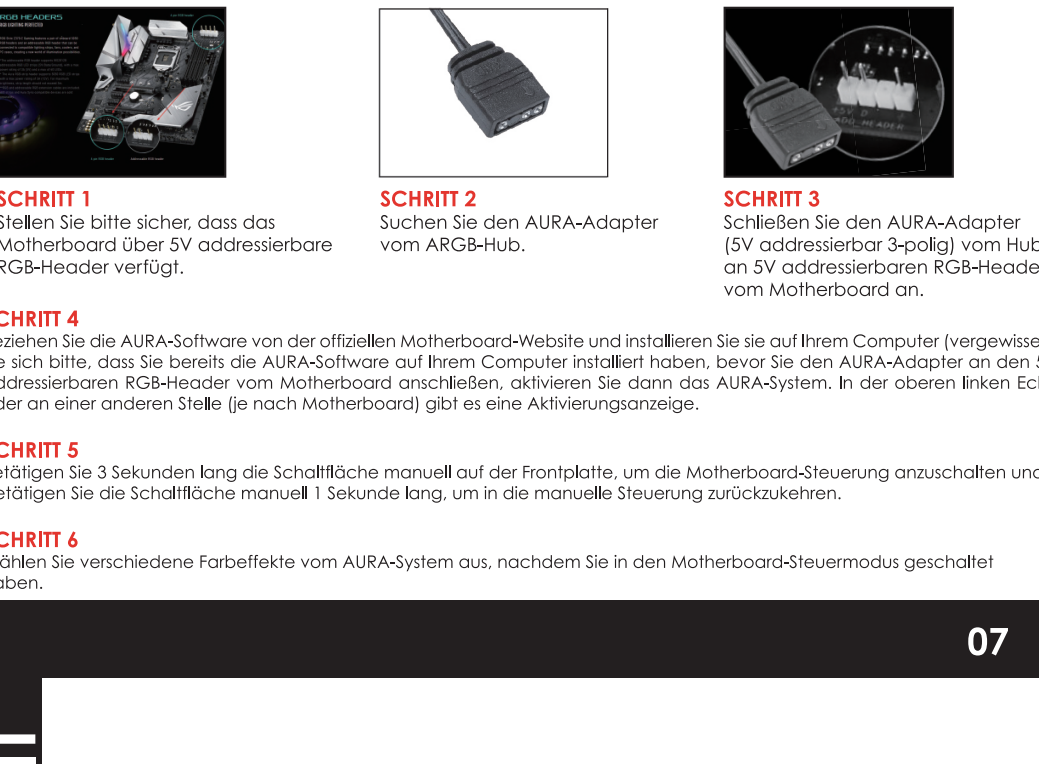 RGB HEADERS
SCHRITT 1
Stellen Sie bitte sicher, dass das
Motherboard über 5V addressierbare
RGB-Header verfügt.
SCHRITT 2
Suchen Sie den AURA-Adapter
vom ARGB-Hub.
+5V D
ADD_HEADER
SCHRITT 3
Schließen Sie den AURA-Adapter
(5V addressierbar 3-polig) vom Hub
an 5V addressierbaren RGB-Heade
vom Motherboard an.
CHRITT 4
eziehen Sie die AURA-Software von der offiziellen Motherboard-Website und installieren Sie sie auf Ihrem Computer (vergewisse
e sich bitte, dass Sie bereits die AURA-Software auf Ihrem Computer installiert haben, bevor Sie den AURA-Adapter an den 5
ddressierbaren RGB-Header vom Motherboard anschließen, aktivieren Sie dann das AURA-System. In der oberen linken Ec
der an einer anderen Stelle (je nach Motherboard) gibt es eine Aktivierungsanzeige.
CHRITT 5
etätigen Sie 3 Sekunden lang die Schaltfläche manuell auf der Frontplatte, um die Motherboard-Steuerung anzuschalten und
etätigen Sie die Schaltfläche manuell 1 Sekunde lang, um in die manuelle Steuerung zurückzukehren.
CHRITT 6
ählen Sie verschiedene Farbeffekte vom AURA-System aus, nachdem Sie in den Motherboard-Steuermodus geschaltet
aben.
07